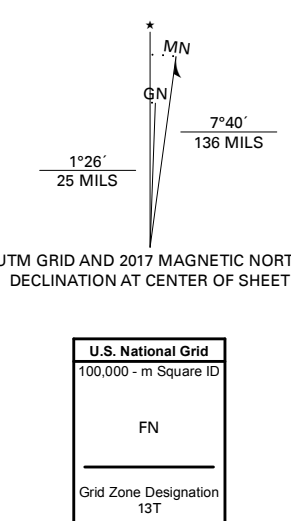 ★
MN
GN
7°40´
136 MILS
1°26´
25 MILS
UTM GRID AND 2017 MAGNETIC NORT
DECLINATION AT CENTER OF SHEET
U.S. National Grid
100,000 - m Square ID
FN
Grid Zone Designation
13T